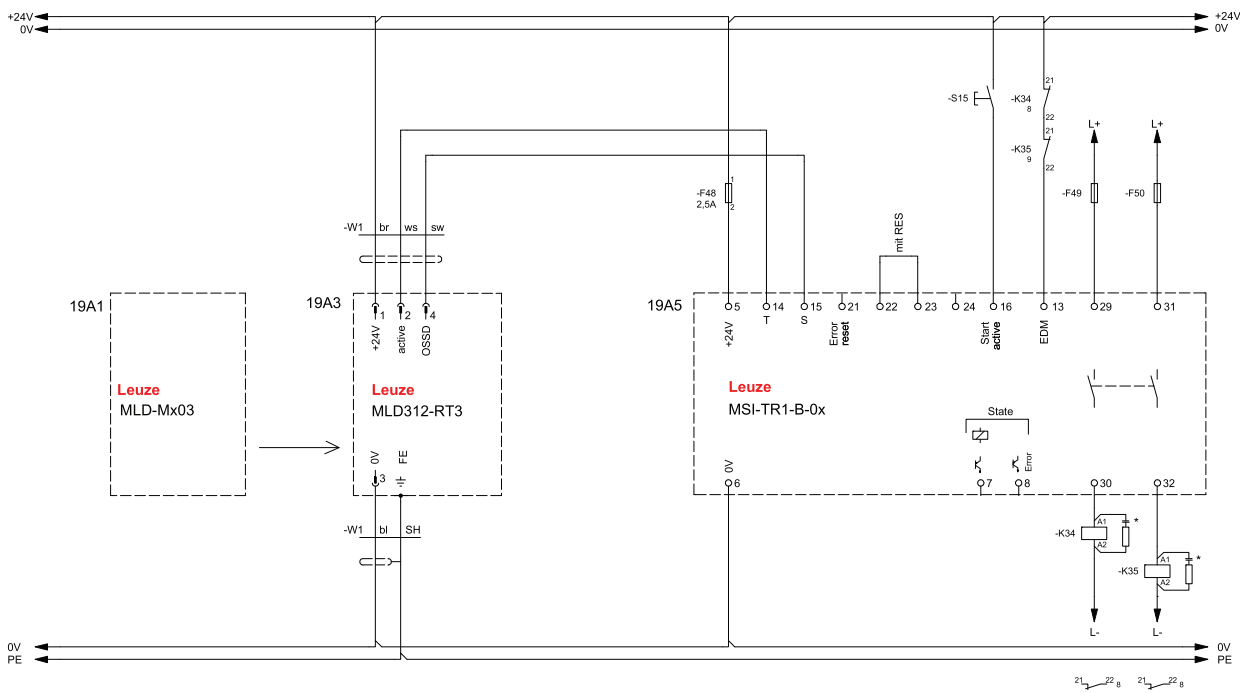 +24V
0V
+24V
0V
-S15
-K34
8
21
22
-K35
9
21
22
L+
L+
-F48
2,5A
1
2
-F49
-F50
mit RES
-W1 br ws sw
19A1
19A3
19A5
1 2 4
+24V
active
OSSD
5 14 15 21 22 23 24 16 13 29 31
+24V
T
S
Error
reset
Start
active
EDM
Leuze
MLD-Mx03
Leuze
MLD312-RT3
Leuze
MSI-TR1-B-0x
State
Error
0V
FE
3
0V
6 7 8 30 32
-W1 bl SH
-K34
A1
A2
*
-K35
A1
A2
*
L-
L-
0V
PE
0V
PE
21 22 8
21 22 8